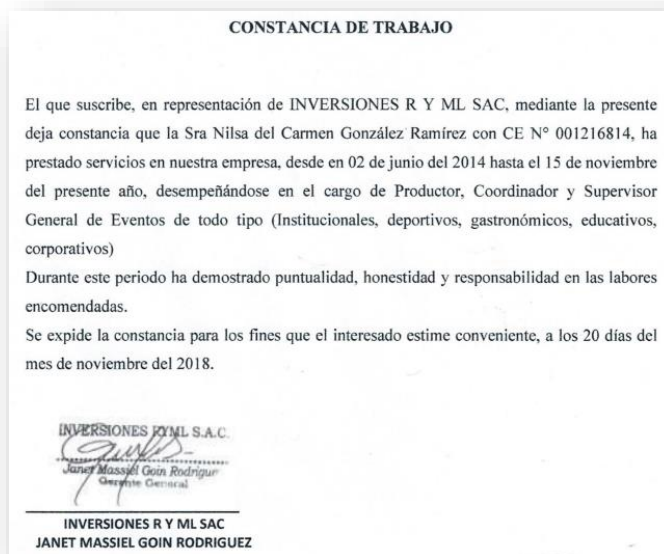 CONSTANCIA DE TRABAJO
El que suscribe, en representación de INVERSIONES R Y ML SAC, mediante la presente
deja constancia que la Sra Nilsa del Carmen González Ramírez con CE N° 001216814, ha
prestado servicios en nuestra empresa, desde en 02 de junio del 2014 hasta el 15 de noviembre
del presente año, desempeñándose en el cargo de Productor, Coordinador y Supervisor
General de Eventos de todo tipo (Institucionales, deportivos, gastronómicos, educativos,
corporativos)
Durante este periodo ha demostrado puntualidad, honestidad y responsabilidad en las labores
encomendadas.
Se expide la constancia para los fines que el interesado estime conveniente, a los 20 días del
mes de noviembre del 2018.
INVERSIONES RYML S.A.C.
Janet Massiel Goin Rodrigur
Gerente General
INVERSIONES R Y ML SAC
JANET MASSIEL GOIN RODRIGUEZ